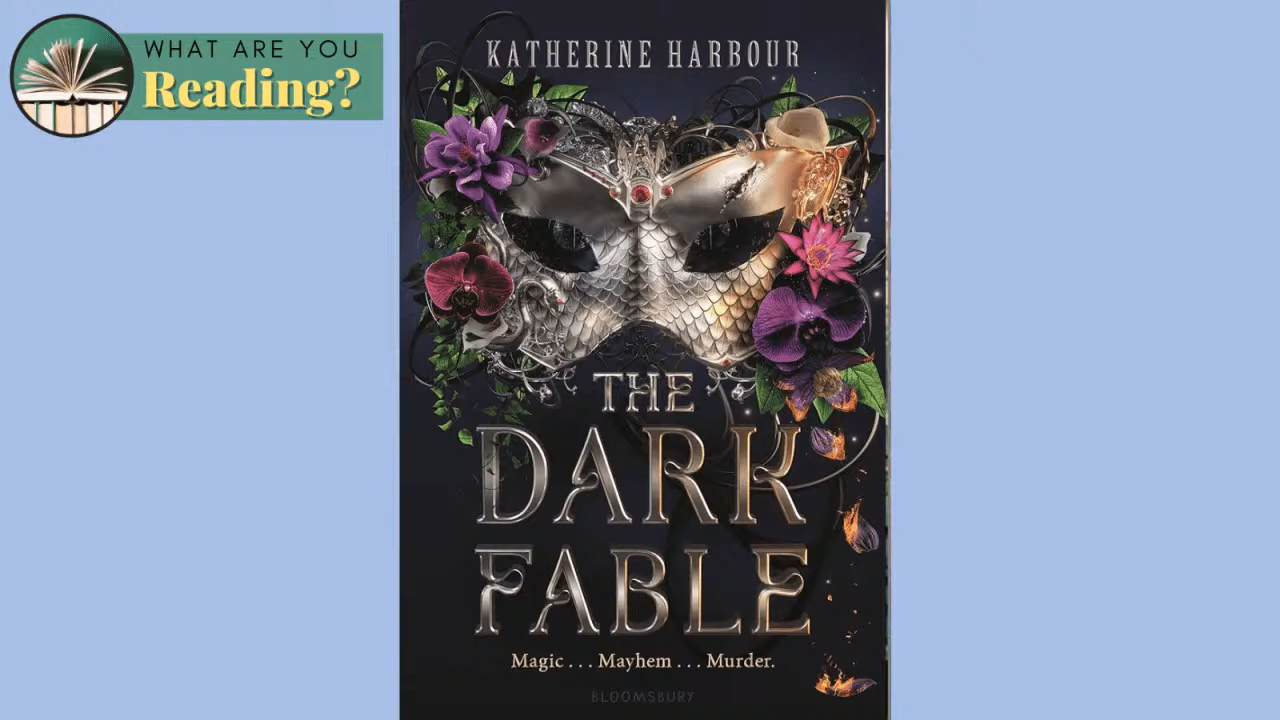 WHAT ARE YOU
Reading?
KATHERINE HARBOUR
THE
DARK
FABLE
Magic . . . Mayhem . . . Murder.
BLOOMSBURY